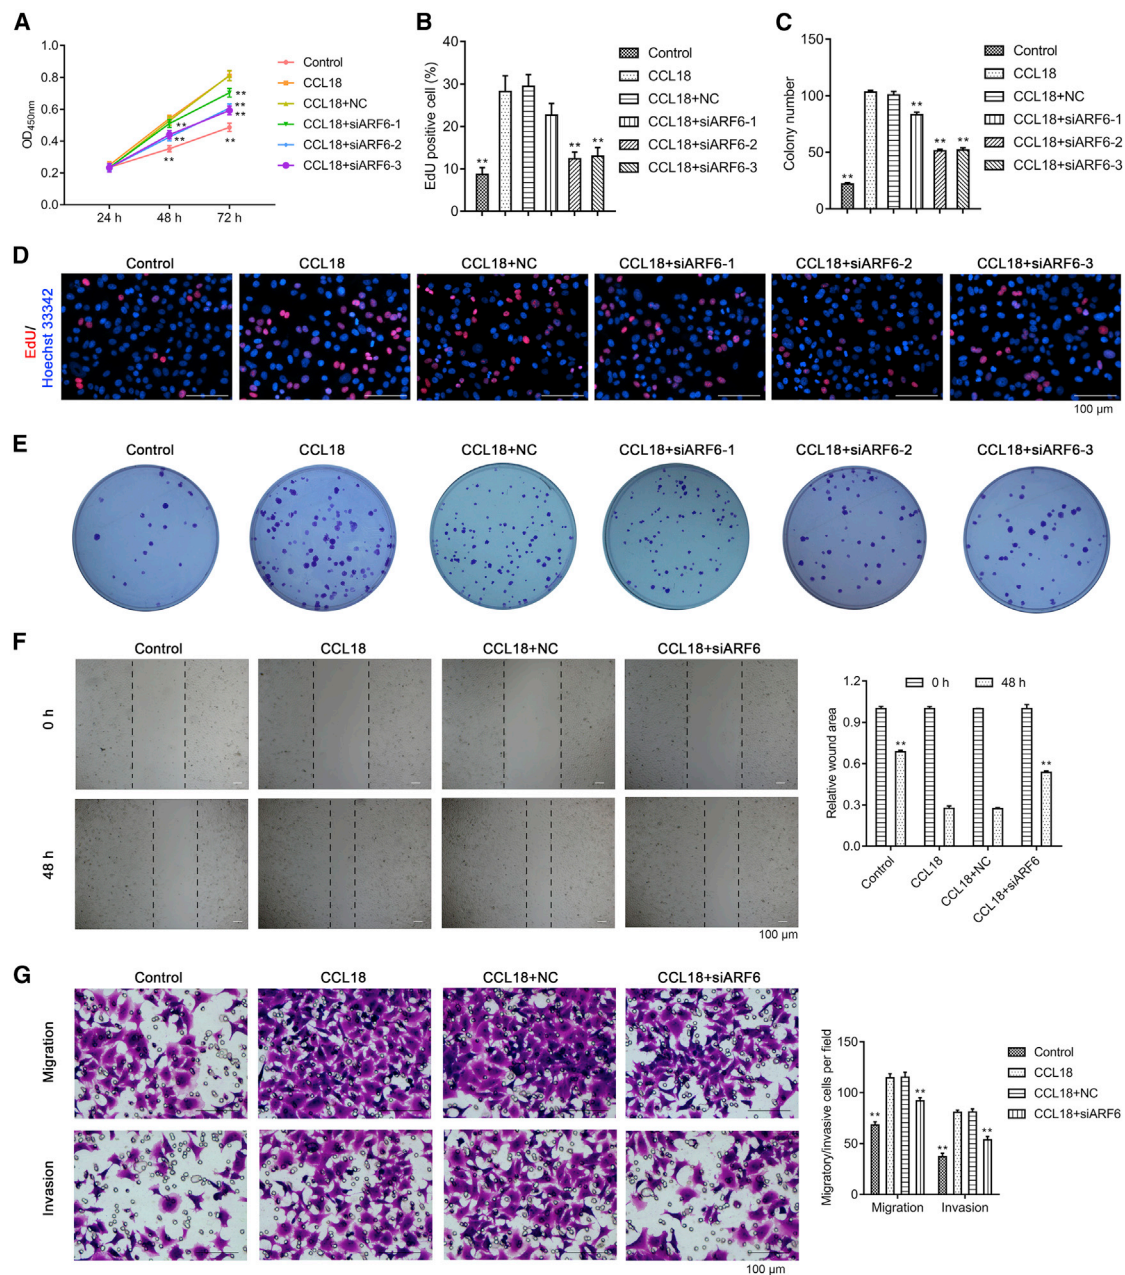 A
B
C
OD450nm
1.0
0.8
0.6
0.4
0.2
0.0
24 h
48 h
72 h
**
**
**
**
**
**
**
Control
CCL18
CCL18+NC
CCL18+siARF6-1
CCL18+siARF6-2
CCL18+siARF6-3
EdU positive cell (%)
40
30
20
10
0
**
**
**
Control
CCL18
CCL18+NC
CCL18+siARF6-1
CCL18+siARF6-2
CCL18+siARF6-3
Colony number
150
100
50
0
**
**
**
**
Control
CCL18
CCL18+NC
CCL18+siARF6-1
CCL18+siARF6-2
CCL18+siARF6-3
D
Control
CCL18
CCL18+NC
CCL18+siARF6-1
CCL18+siARF6-2
CCL18+siARF6-3
EdU/
Hoechst 33342
100 µm
E
Control
CCL18
CCL18+NC
CCL18+siARF6-1
CCL18+siARF6-2
CCL18+siARF6-3
F
Control
CCL18
CCL18+NC
CCL18+siARF6
0 h
48 h
100 µm
Relative wound area
1.2
0.9
0.6
0.3
0.0
0 h
48 h
**
**
Control
CCL18
CCL18+NC
CCL18+siARF6
G
Control
CCL18
CCL18+NC
CCL18+siARF6
Migration
Invasion
100 µm
Migratory/invasive cells per field
150
100
50
0
**
**
**
**
Migration
Invasion
Control
CCL18
CCL18+NC
CCL18+siARF6